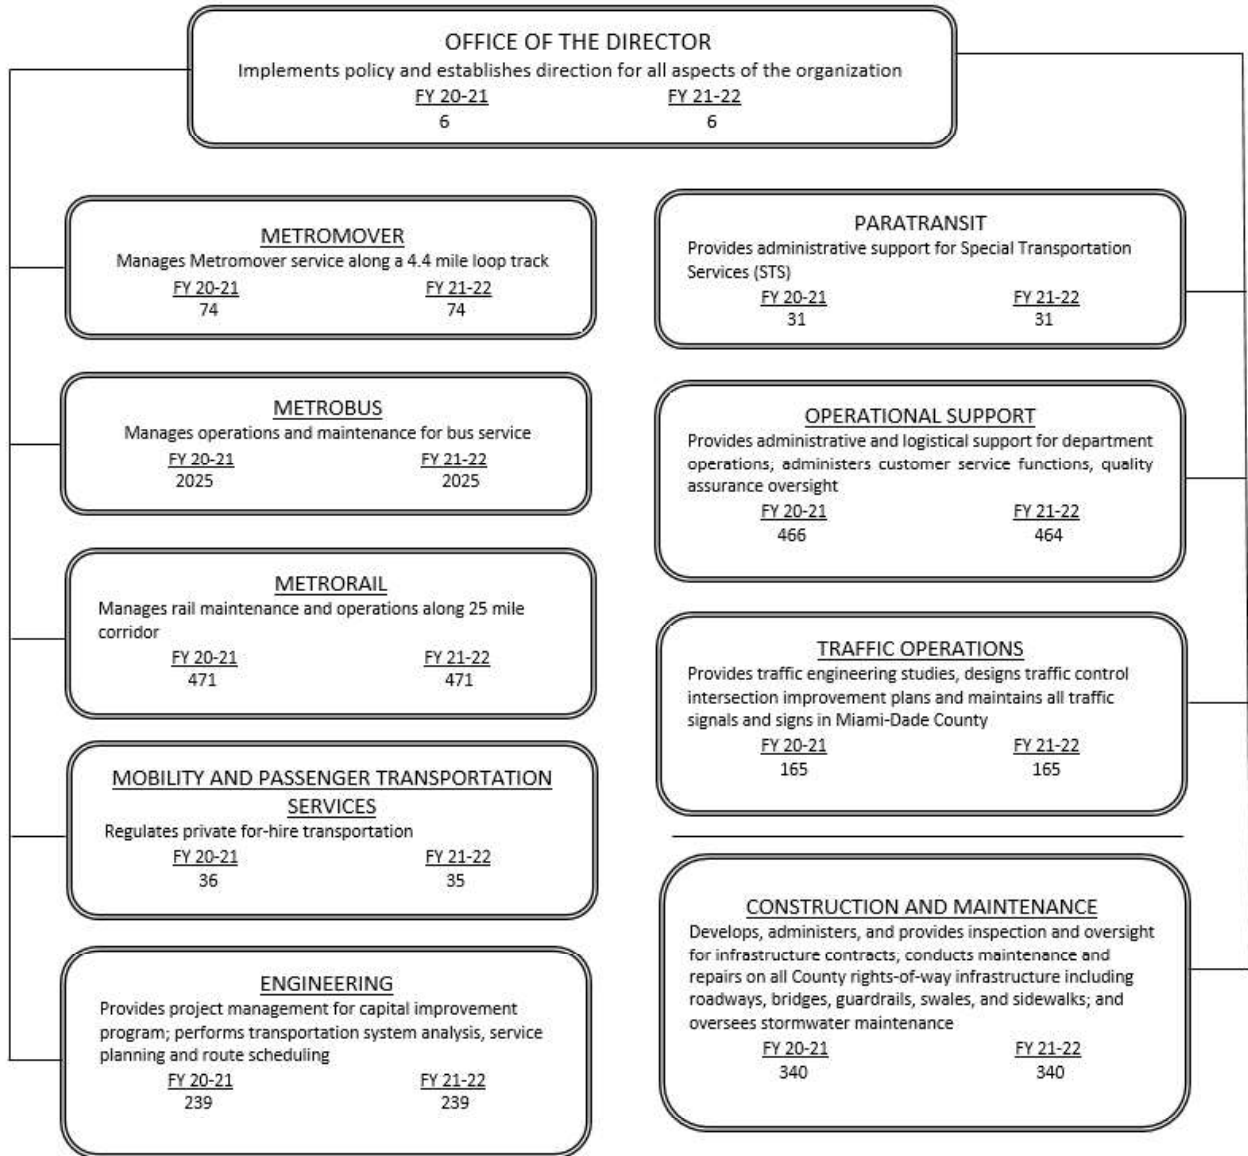 OFFICE OF THE DIRECTOR
Implements policy and establishes direction for all aspects of the organization
FY 20-21 FY 21-22
6 6
METROMOVER
Manages Metromover service along a 4.4 mile loop track
FY 20-21 FY 21-22
74 74
METROBUS
Manages operations and maintenance for bus service
FY 20-21 FY 21-22
2025 2025
METRORAIL
Manages rail maintenance and operations along 25 mile
corridor
FY 20-21 FY 21-22
471 471
MOBILITY AND PASSENGER TRANSPORTATION
SERVICES
Regulates private for-hire transportation
FY 20-21 FY 21-22
36 35
ENGINEERING
Provides project management for capital improvement
program; performs transportation system analysis, service
planning and route scheduling
FY 20-21 FY 21-22
239 239
PARATRANSIT
Provides administrative support for Special Transportation
Services (STS)
FY 20-21 FY 21-22
31 31
OPERATIONAL SUPPORT
Provides administrative and logistical support for department
operations; administers customer service functions, quality
assurance oversight
FY 20-21 FY 21-22
466 464
TRAFFIC OPERATIONS
Provides traffic engineering studies, designs traffic control
intersection improvement plans and maintains all traffic
signals and signs in Miami-Dade County
FY 20-21 FY 21-22
165 165
CONSTRUCTION AND MAINTENANCE
Develops, administers, and provides inspection and oversight
for infrastructure contracts; conducts maintenance and
repairs on all County rights-of-way infrastructure including
roadways, bridges, guardrails, swales, and sidewalks; and
oversees stormwater maintenance
FY 20-21 FY 21-22
340 340